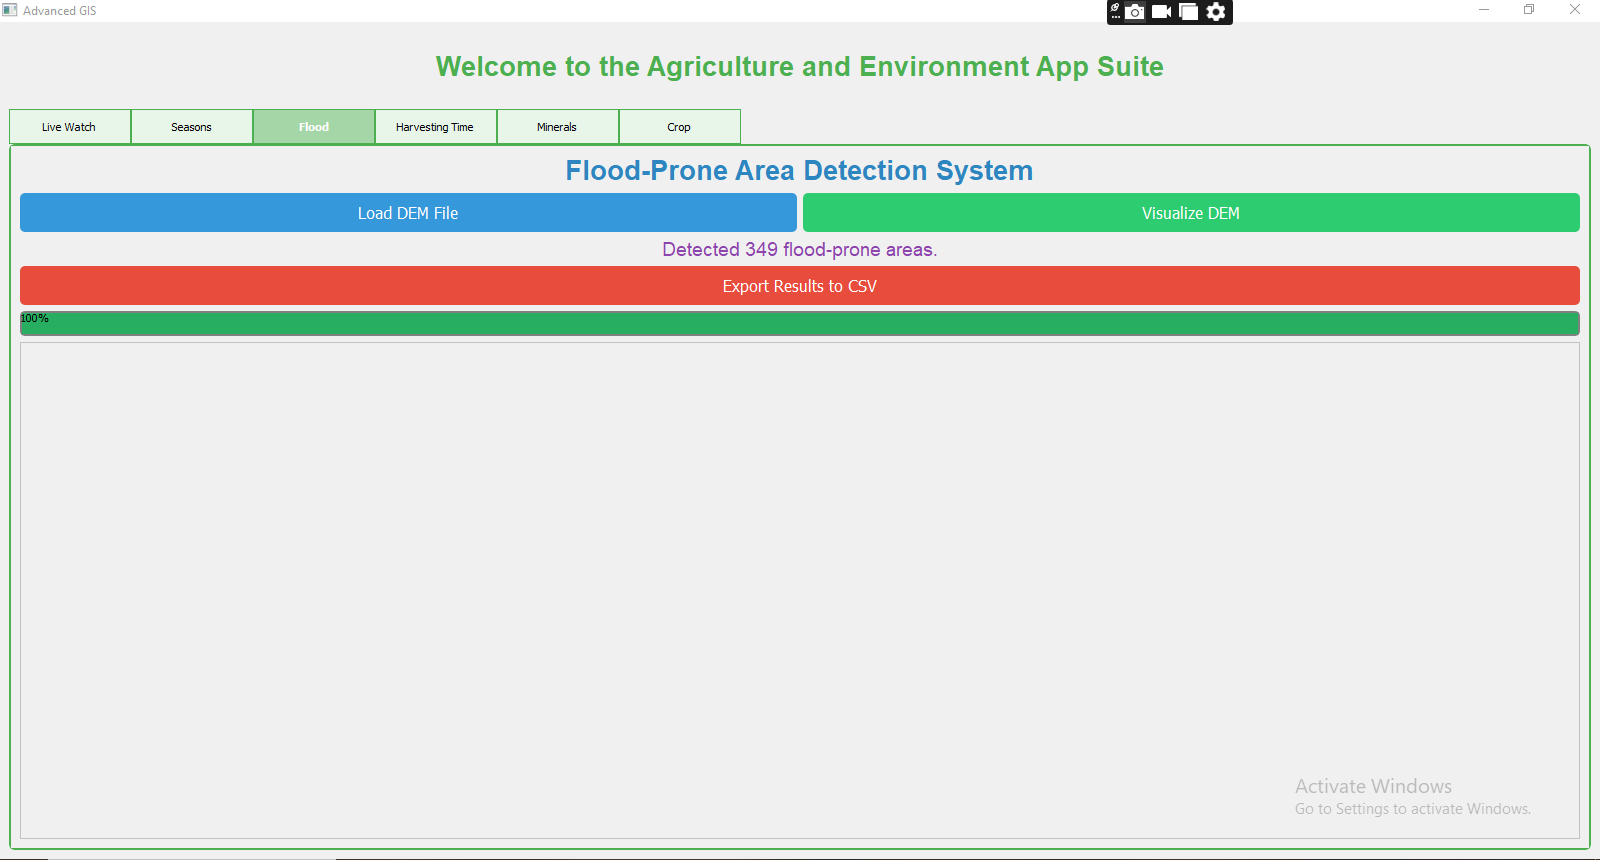 Advanced GIS
Welcome to the Agriculture and Environment App Suite
Live Watch
Seasons
Flood
Harvesting Time
Minerals
Crop
Flood-Prone Area Detection System
Load DEM File
Visualize DEM
Detected 349 flood-prone areas.
Export Results to CSV
100%
Activate Windows
Go to Settings to activate Windows.